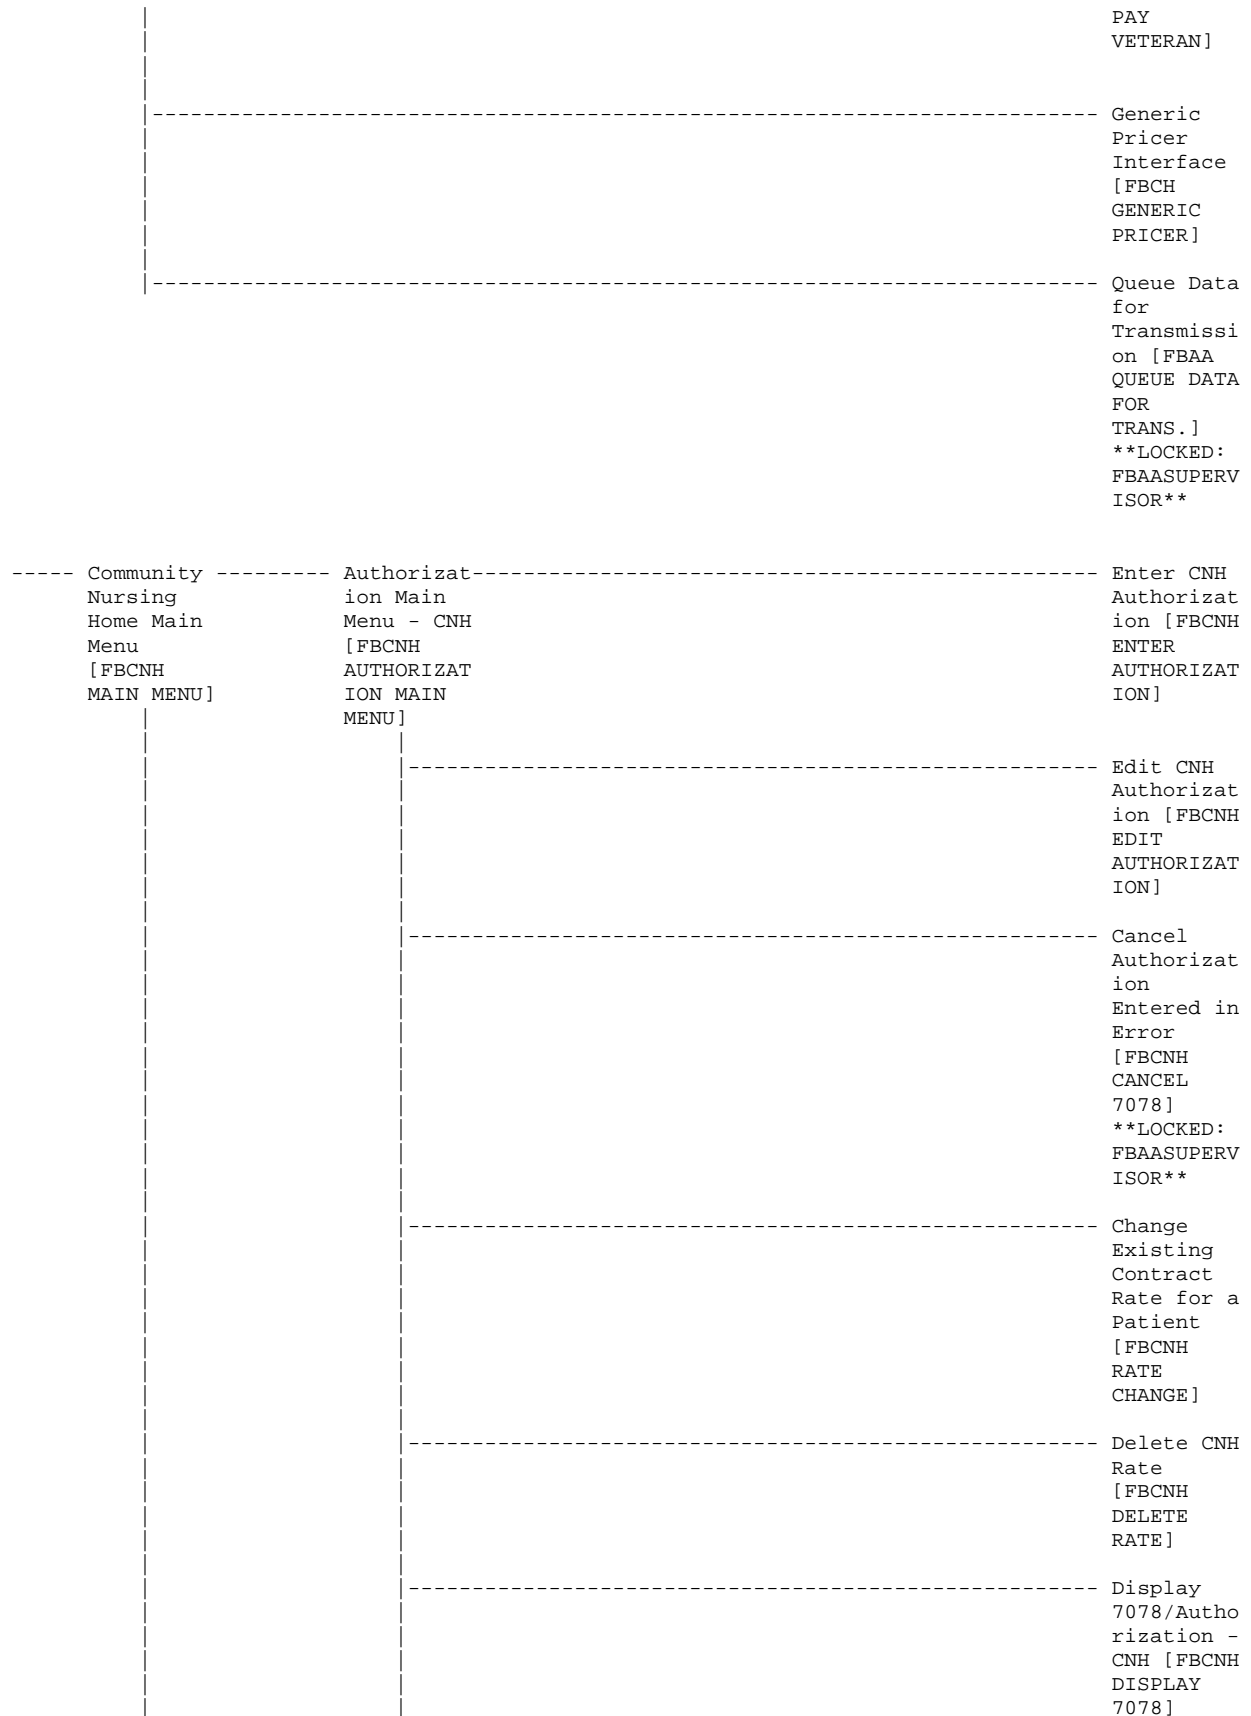 PAY
VETERAN]
Generic
Pricer
Interface
[FBCH
GENERIC
PRICER]
Queue Data
for
Transmissi
on [FBAA
QUEUE DATA
FOR
TRANS.]
**LOCKED:
FBAASUPERV
ISOR**
----- Community --------- Authorizat------------------------------------------------- Enter CNH
Nursing ion Main Authorizat
Home Main Menu - CNH ion [FBCNH
Menu [FBCNH ENTER
[FBCNH AUTHORIZAT AUTHORIZAT
MAIN MENU] ION MAIN ION]
MENU]
Edit CNH
Authorizat
ion [FBCNH
EDIT
AUTHORIZAT
ION]
Cancel
Authorizat
ion
Entered in
Error
[FBCNH
CANCEL
7078]
**LOCKED:
FBAASUPERV
ISOR**
Change
Existing
Contract
Rate for a
Patient
[FBCNH
RATE
CHANGE]
Delete CNH
Rate
[FBCNH
DELETE
RATE]
Display
7078/Autho
rization -
CNH [FBCNH
DISPLAY
7078]